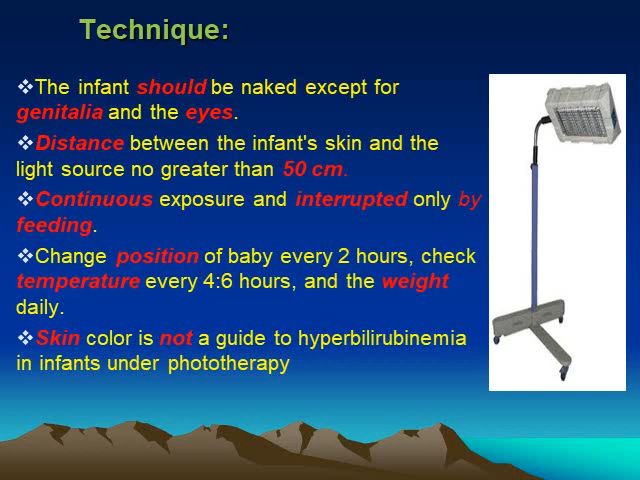 Technique:
❖The infant should be naked except for
genitalia and the eyes.
❖Distance between the infant's skin and the
light source no greater than 50 cm.
❖Continuous exposure and interrupted only by
feeding.
❖Change position of baby every 2 hours, check
temperature every 4:6 hours, and the weight
daily.
❖Skin color is not a guide to hyperbilirubinemia
in infants under phototherapy